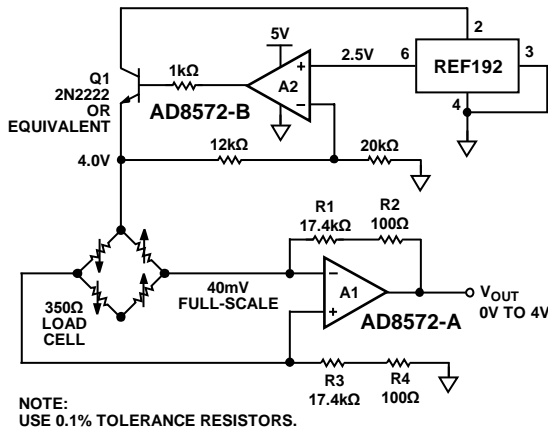 2
5V
1kΩ
+
2.5V
6
REF192
3
Q1
2N2222
OR
EQUIVALENT
A2
−
4
AD8572-B
12kΩ
20kΩ
4.0V
R1
17.4kΩ
R2
100Ω
350Ω
LOAD
CELL
40mV
FULL-SCALE
−
A1
+
VOUT
0V TO 4V
AD8572-A
R3
17.4kΩ
R4
100Ω
NOTE:
USE 0.1% TOLERANCE RESISTORS.